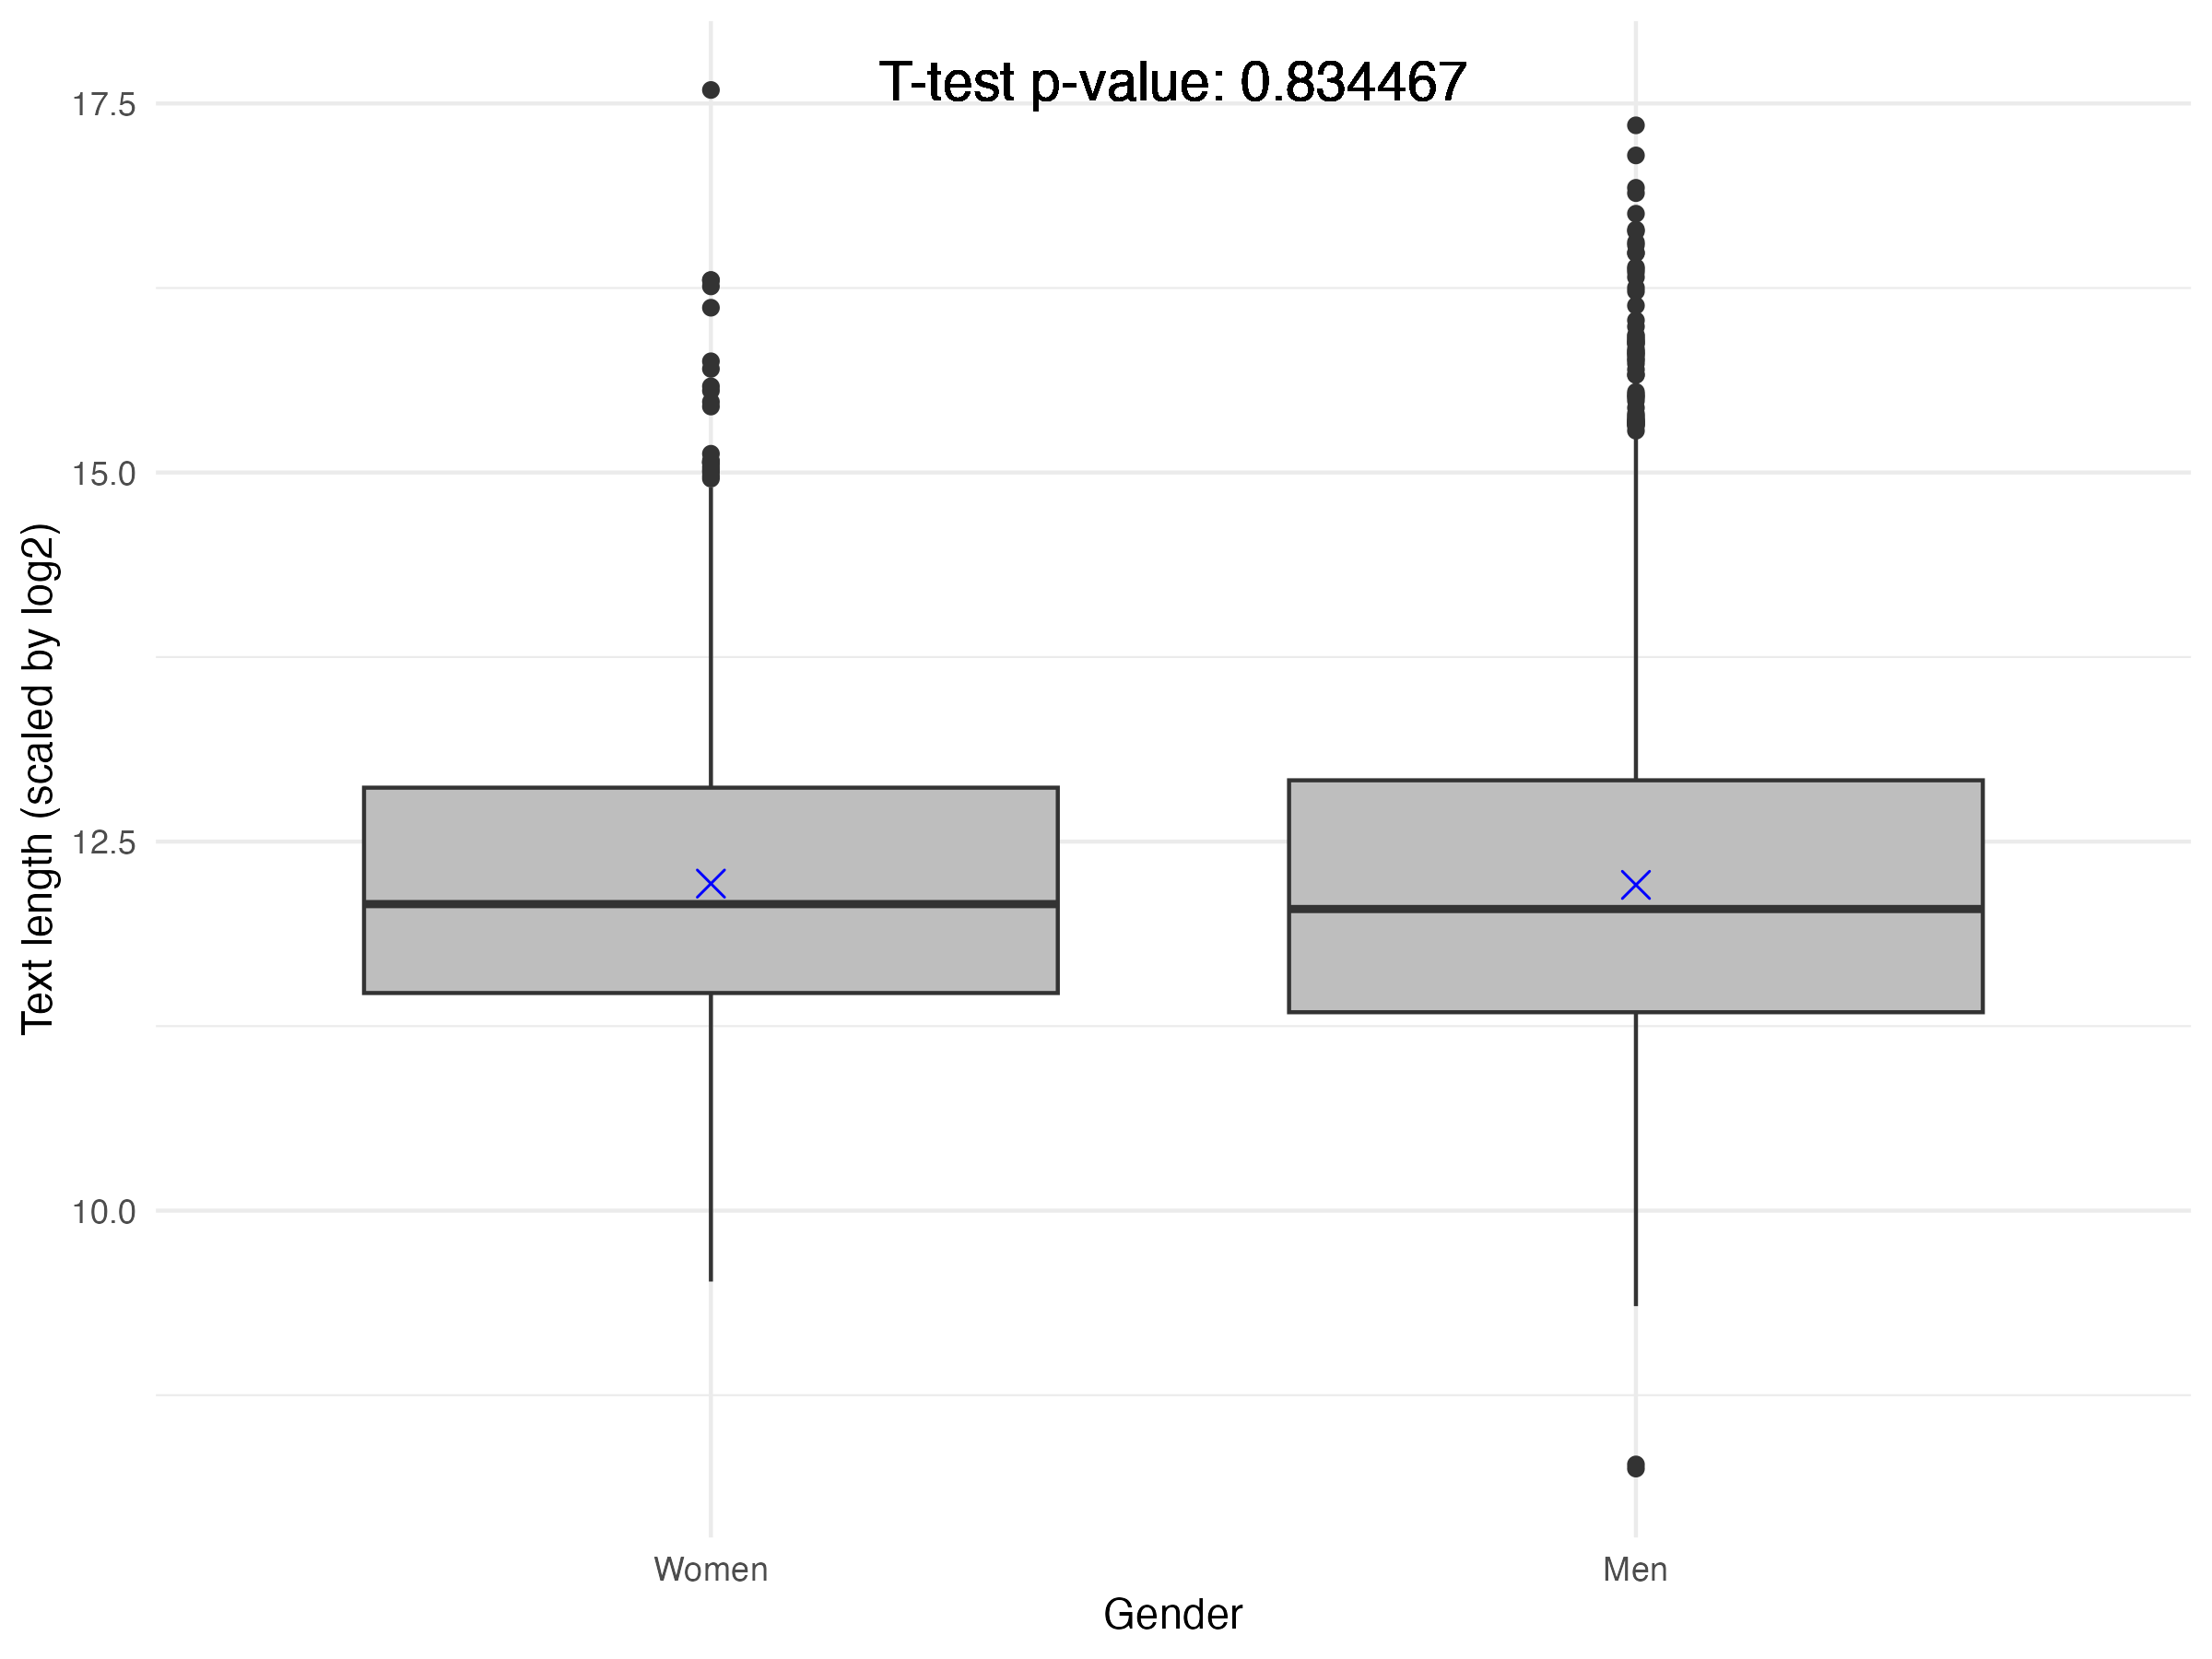 T-test p-value: 0.834467
17.5
15.0
12.5
10.0
Text length (scaled by log2)
Women
Men
Gender